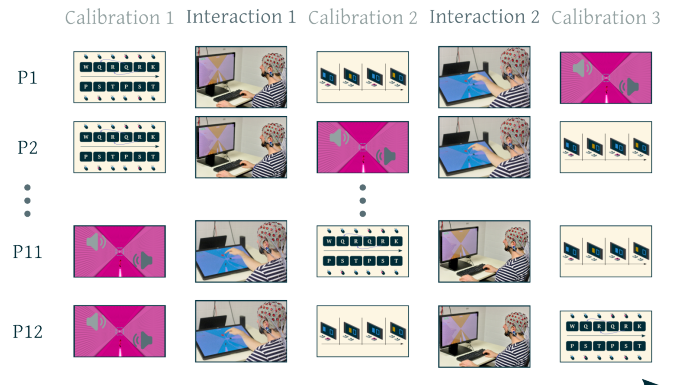 Calibration 1 Interaction 1 Calibration 2 Interaction 2 Calibration 3
P1
W Q R Q R K
P S T P S T
P2
W Q R Q R K
P S T P S T
P11
W Q R Q R K
P S T P S T
P12
W Q R Q R K
P S T P S T